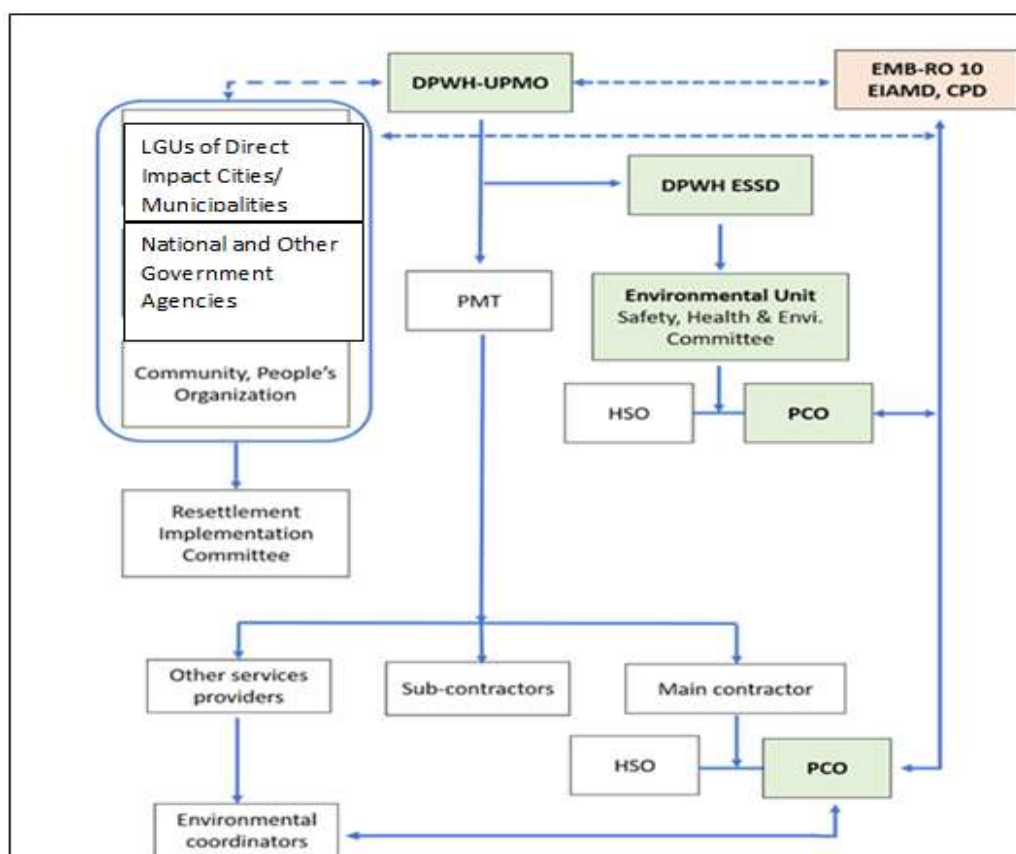 DPWH-UPMO
EMB-RO 10
EIAMD, CPD
LGUs of Direct
Impact Cities/
Municipalities
National and Other
Government
Agencies
Community, People's
Organization
DPWH ESSD
PMT
Environmental Unit
Safety, Health & Envi.
Committee
HSO
PCO
Resettlement
Implementation
Committee
Other services
providers
Sub-contractors
Main contractor
HSO
PCO
Environmental
coordinators